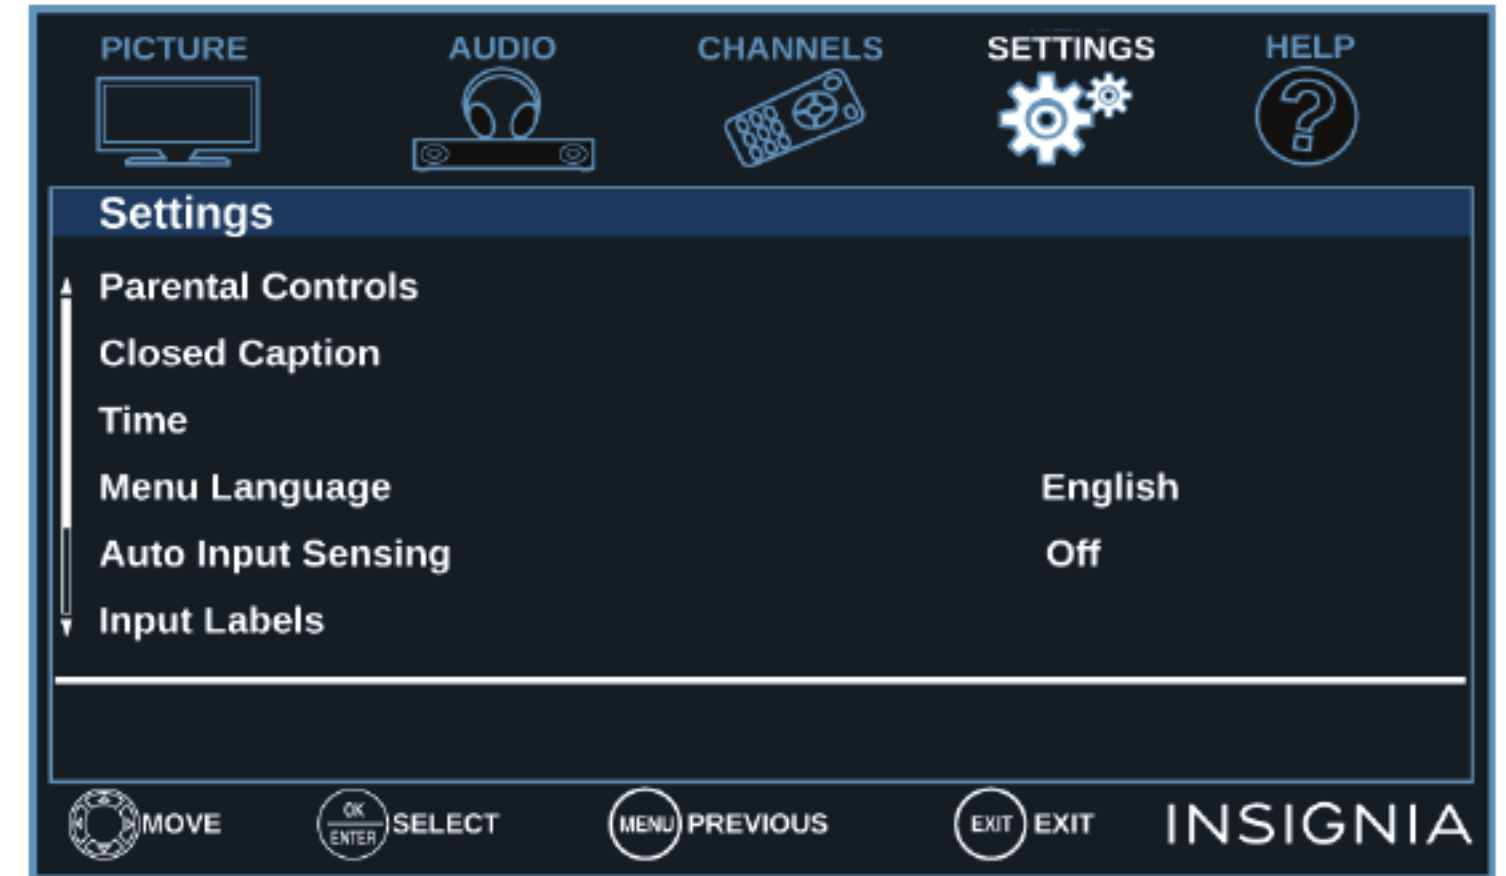 PICTURE AUDIO CHANNELS SETTINGS HELP
?
Settings
Parental Controls
Closed Caption
Time
Menu Language English
Auto Input Sensing Off
Input Labels
MOVE OK ENTER SELECT MENU PREVIOUS EXIT EXIT INSIGNIA